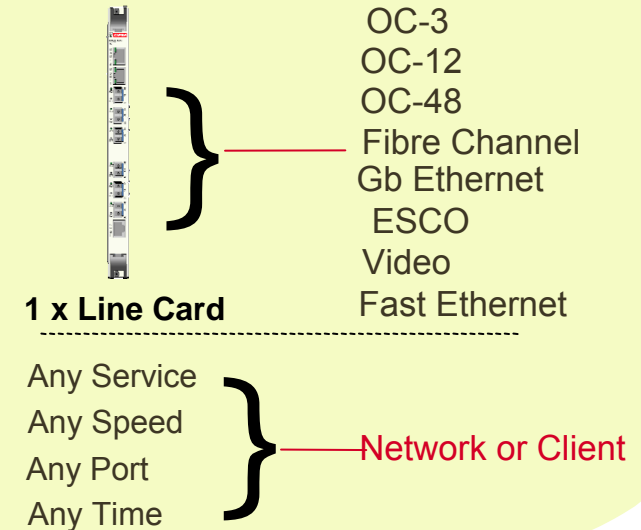 OC-3
OC-12
OC-48
Fibre Channel
Gb Ethernet
ESCO
Video
Fast Ethernet
1 x Line Card
Any Service
Any Speed
Any Port
Any Time
Network or Client